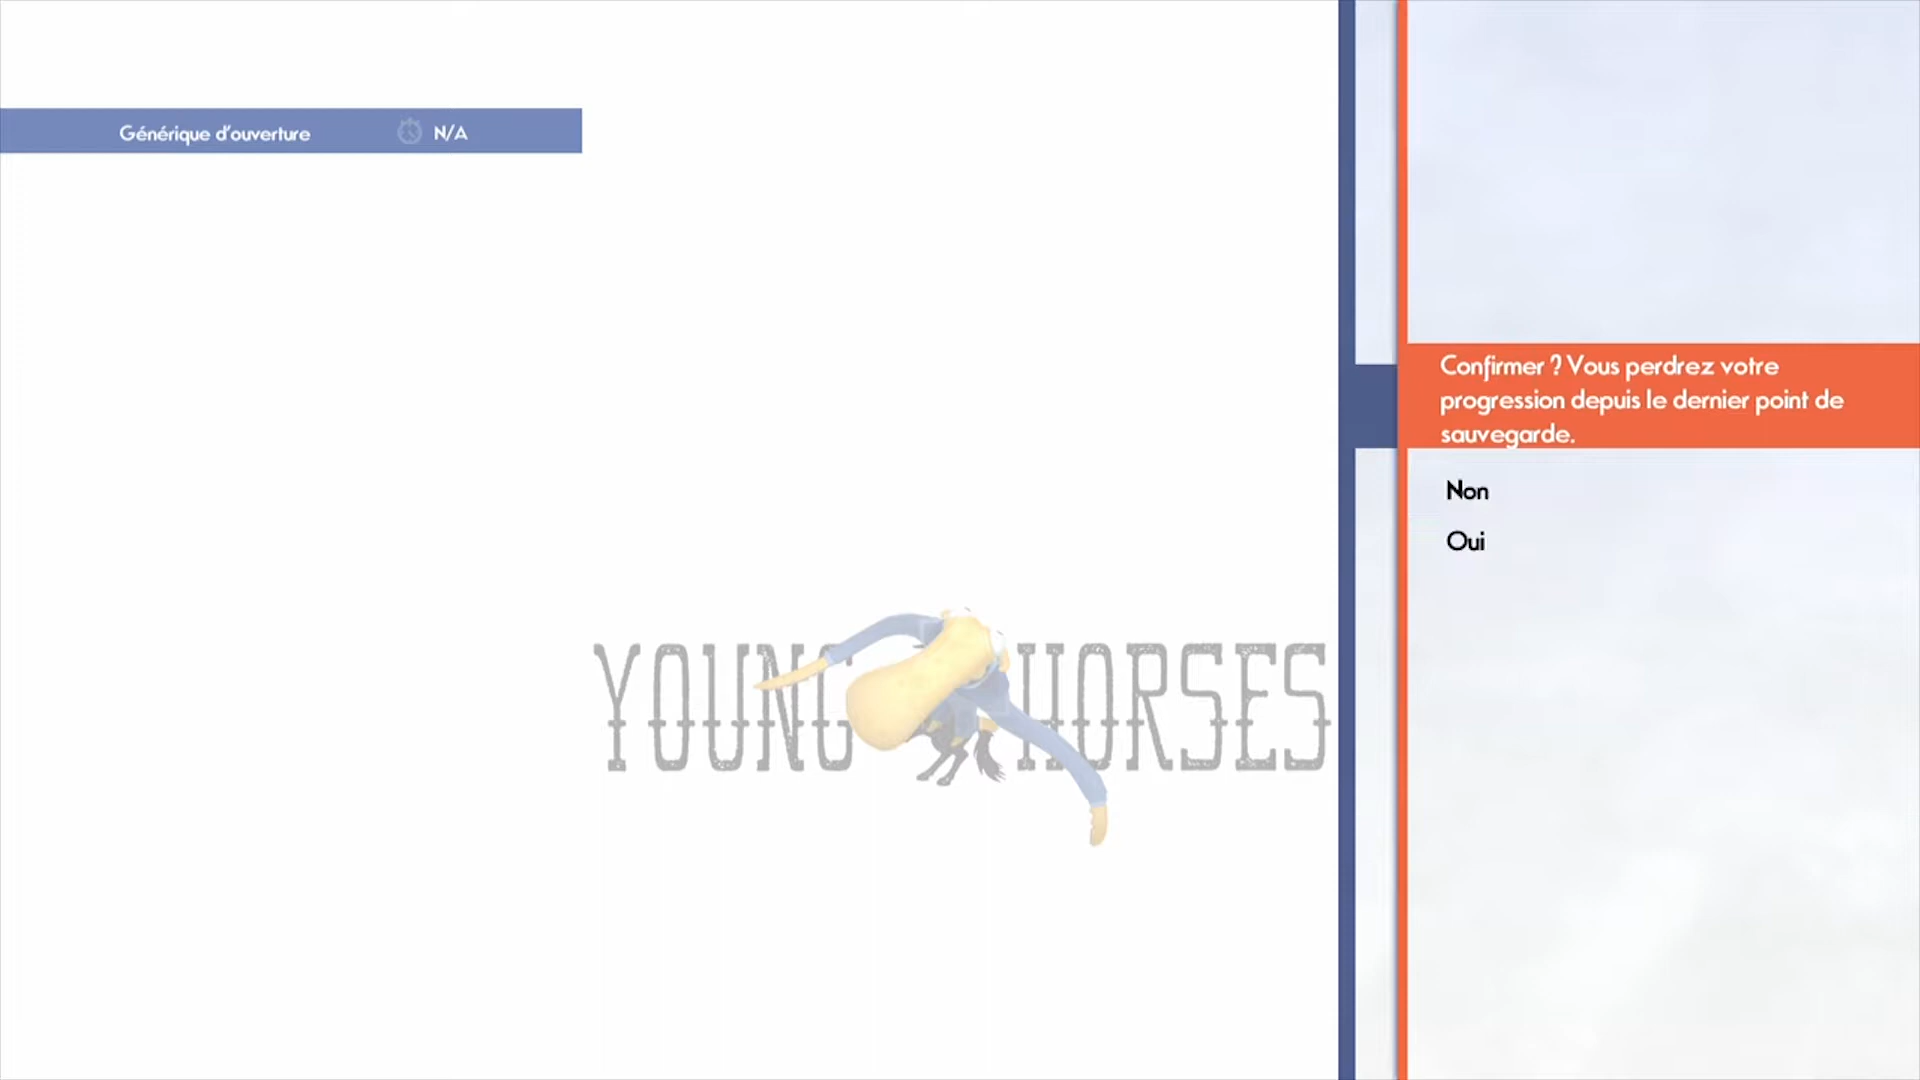 Générique d'ouverture N/A
Confirmer ? Vous perdrez votre
progression depuis le dernier point de
sauvegarde.
Non
Oui
YOUNG HORSES